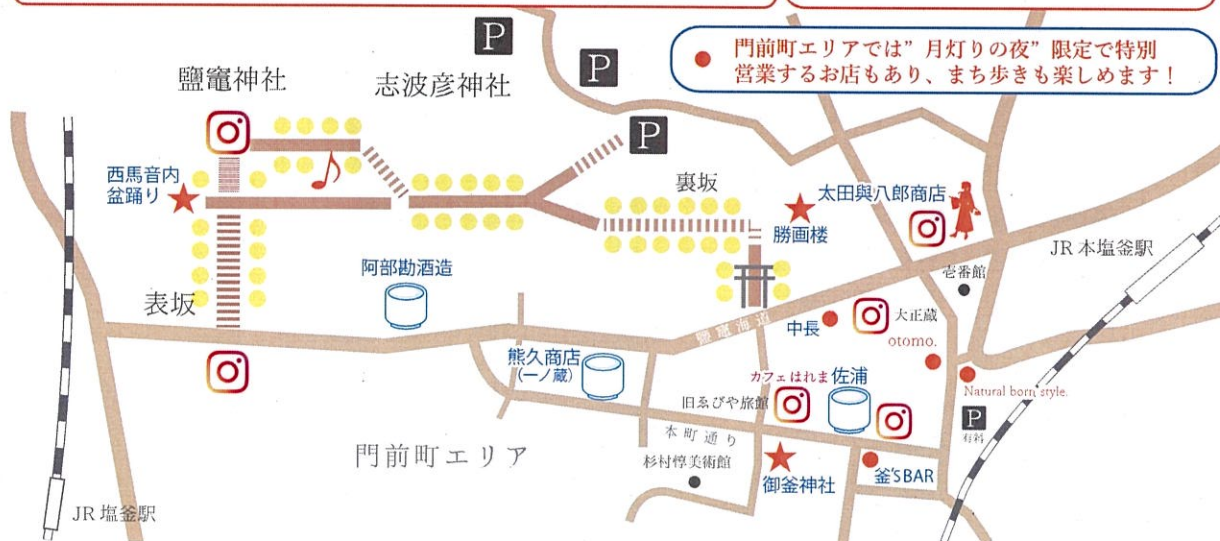 門前町エリアでは”月灯りの夜”限定で特別
営業するお店もあり、まち歩きも楽しめます！
P
P
P
鹽竈神社
志波彦神社
西馬音内
盆踊り
裏坂
太田與八郎商店
勝画楼
JR 本塩釜駅
壱番館
表坂
阿部勘酒造
鹽竈海道
中長
大正蔵
otomo.
熊久商店
(一ノ蔵)
カフェはれま
佐浦
Natural born style.
旧ゑびや旅館
本町通り
P
有料
門前町エリア
杉村惇美術館
御釜神社
釜'S BAR
JR 塩釜駅